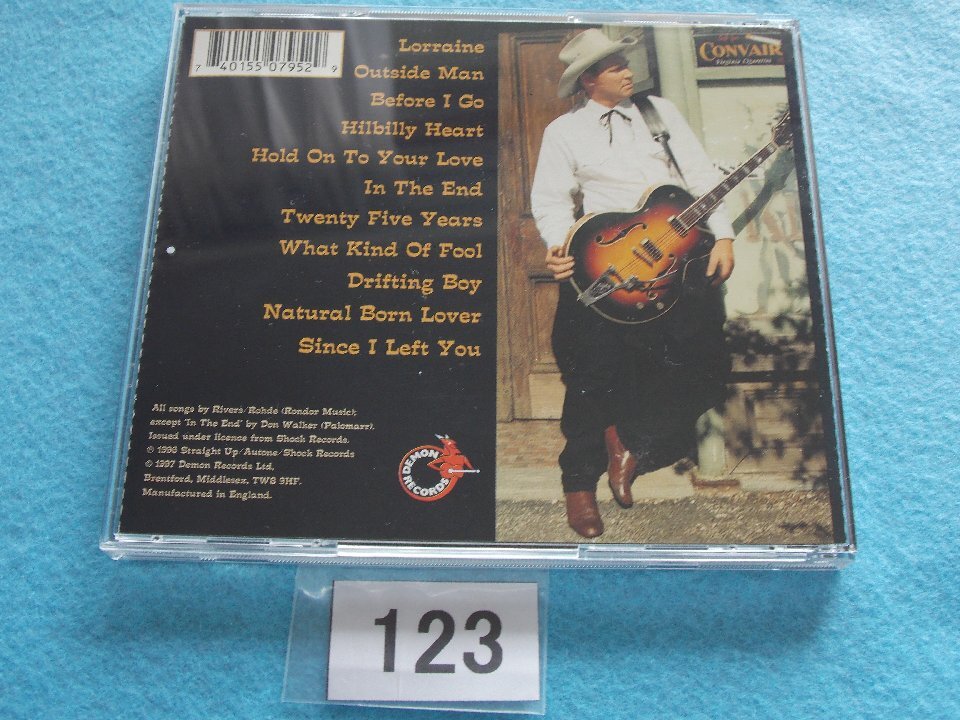 7 40155 07952 9
Lorraine
Outside Man
Before I Go
Hilbilly Heart
Hold On To Your Love
In The End
Twenty Five Years
What Kind Of Fool
Drifting Boy
Natural Born Lover
Since I Left You
All songs by Rivers/Rohde (Rondor Music);
except 'In The End' by Don Walker (Palomarr).
Issued under licence from Shock Records.
℗ 1996 Straight Up/Autone/Shock Records
© 1997 Demon Records Ltd.
Brentford, Middlesex, TW8 9HF.
Manufactured in England.
DEMON
RECORDS
CONVAIR
Virginia Cigarettes
123